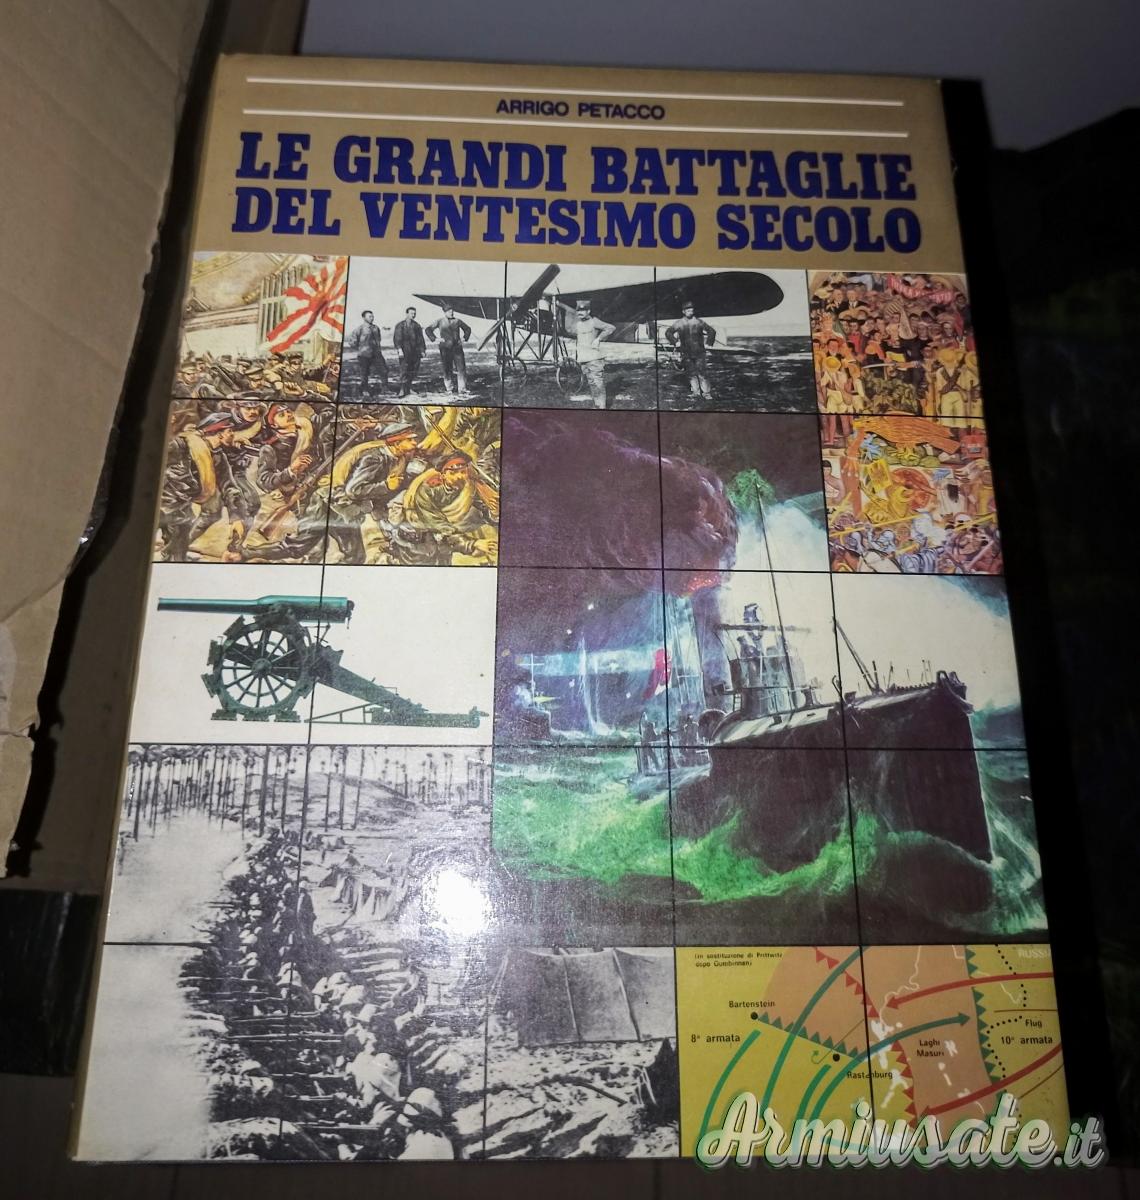 ARRIGO PETACCO
LE GRANDI BATTAGLIE
DEL VENTESIMO SECOLO
(in sostituzione di Prittwitz
dopo Gumbinnen)
RUSSIA
Bartenstein
8ª armata
Laghi
Masuri
Flug
10ª armata
Rastenburg
Armiusate.it